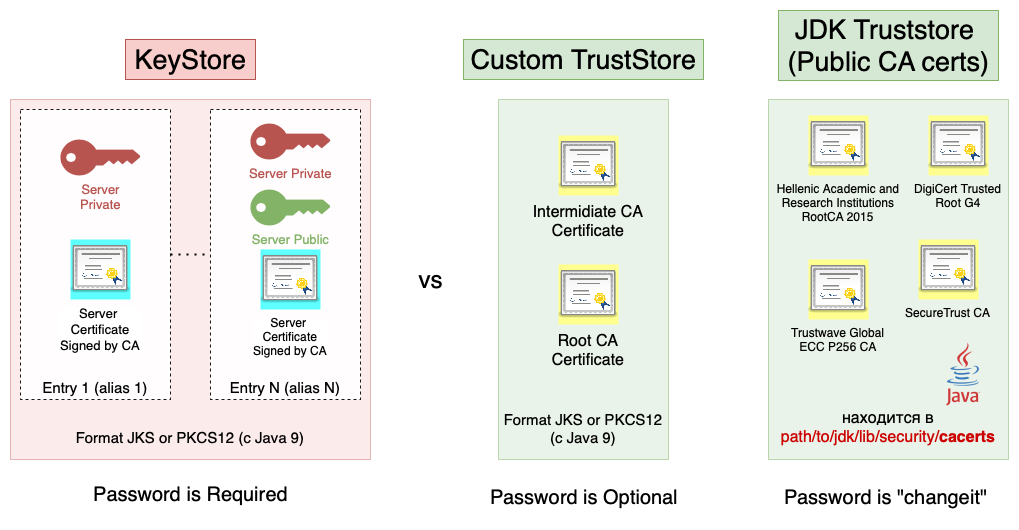 KeyStore
Server
Private
Server
Certificate
Signed by CA
Entry 1 (alias 1)
Server Private
Server Public
Server
Certificate
Signed by CA
Entry N (alias N)
Format JKS or PKCS12 (с Java 9)
Password is Required
vs
Custom TrustStore
Intermidiate CA
Certificate
Root CA
Certificate
Format JKS or PKCS12
(с Java 9)
Password is Optional
JDK Truststore
(Public CA certs)
Hellenic Academic and
Research Institutions
RootCA 2015
DigiCert Trusted
Root G4
Trustwave Global
ECC P256 CA
SecureTrust CA
Java
находится в
path/to/jdk/lib/security/cacerts
Password is "changeit"